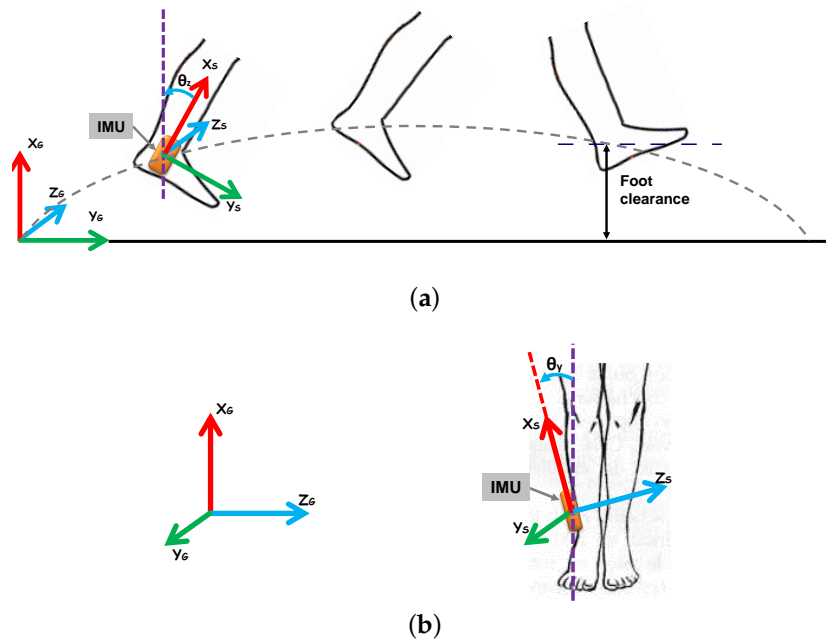 Xs
θz
IMU
Zs
XG
ZG
YG
Ys
Foot
clearance
(a)
θy
XG
Xs
ZG
Zs
IMU
YG
Ys
(b)